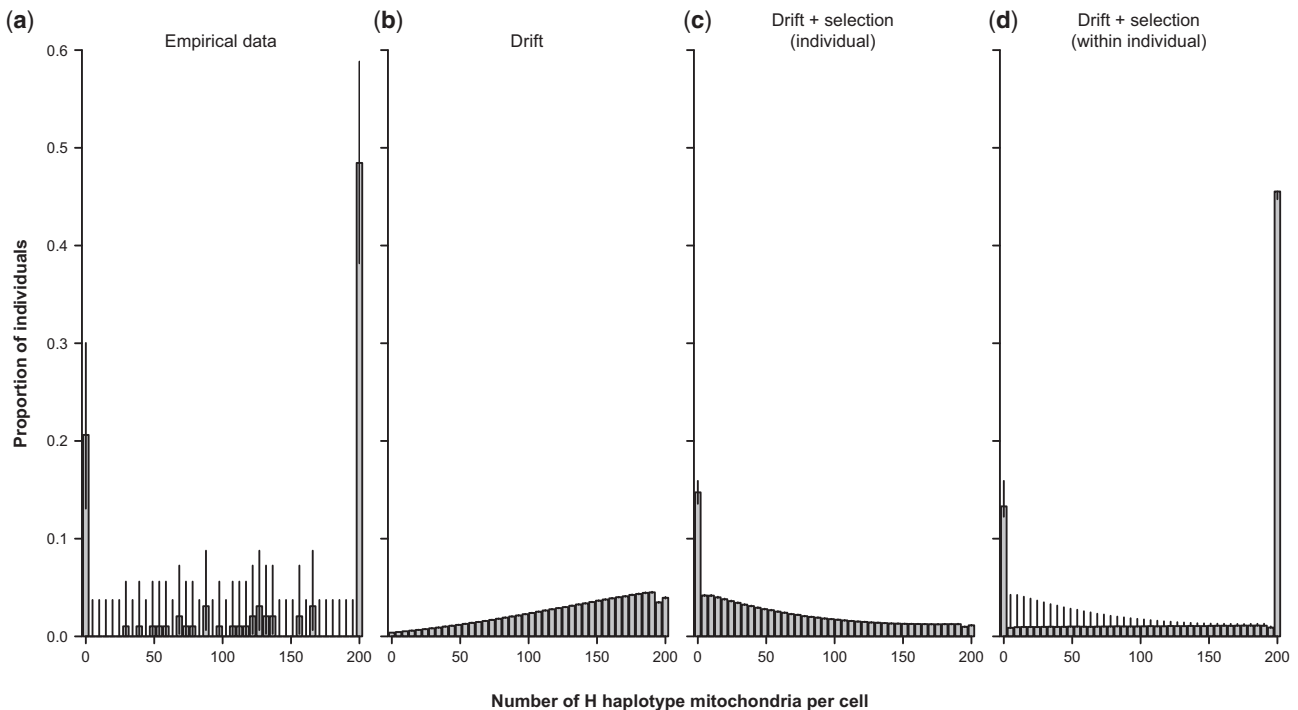 (a)
Empirical data
(b)
Drift
(c)
Drift + selection
(individual)
(d)
Drift + selection
(within individual)
Proportion of individuals
0.6
0.5
0.4
0.3
0.2
0.1
0.0
0 50 100 150 200
0 50 100 150 200
0 50 100 150 200
0 50 100 150 200
Number of H haplotype mitochondria per cell